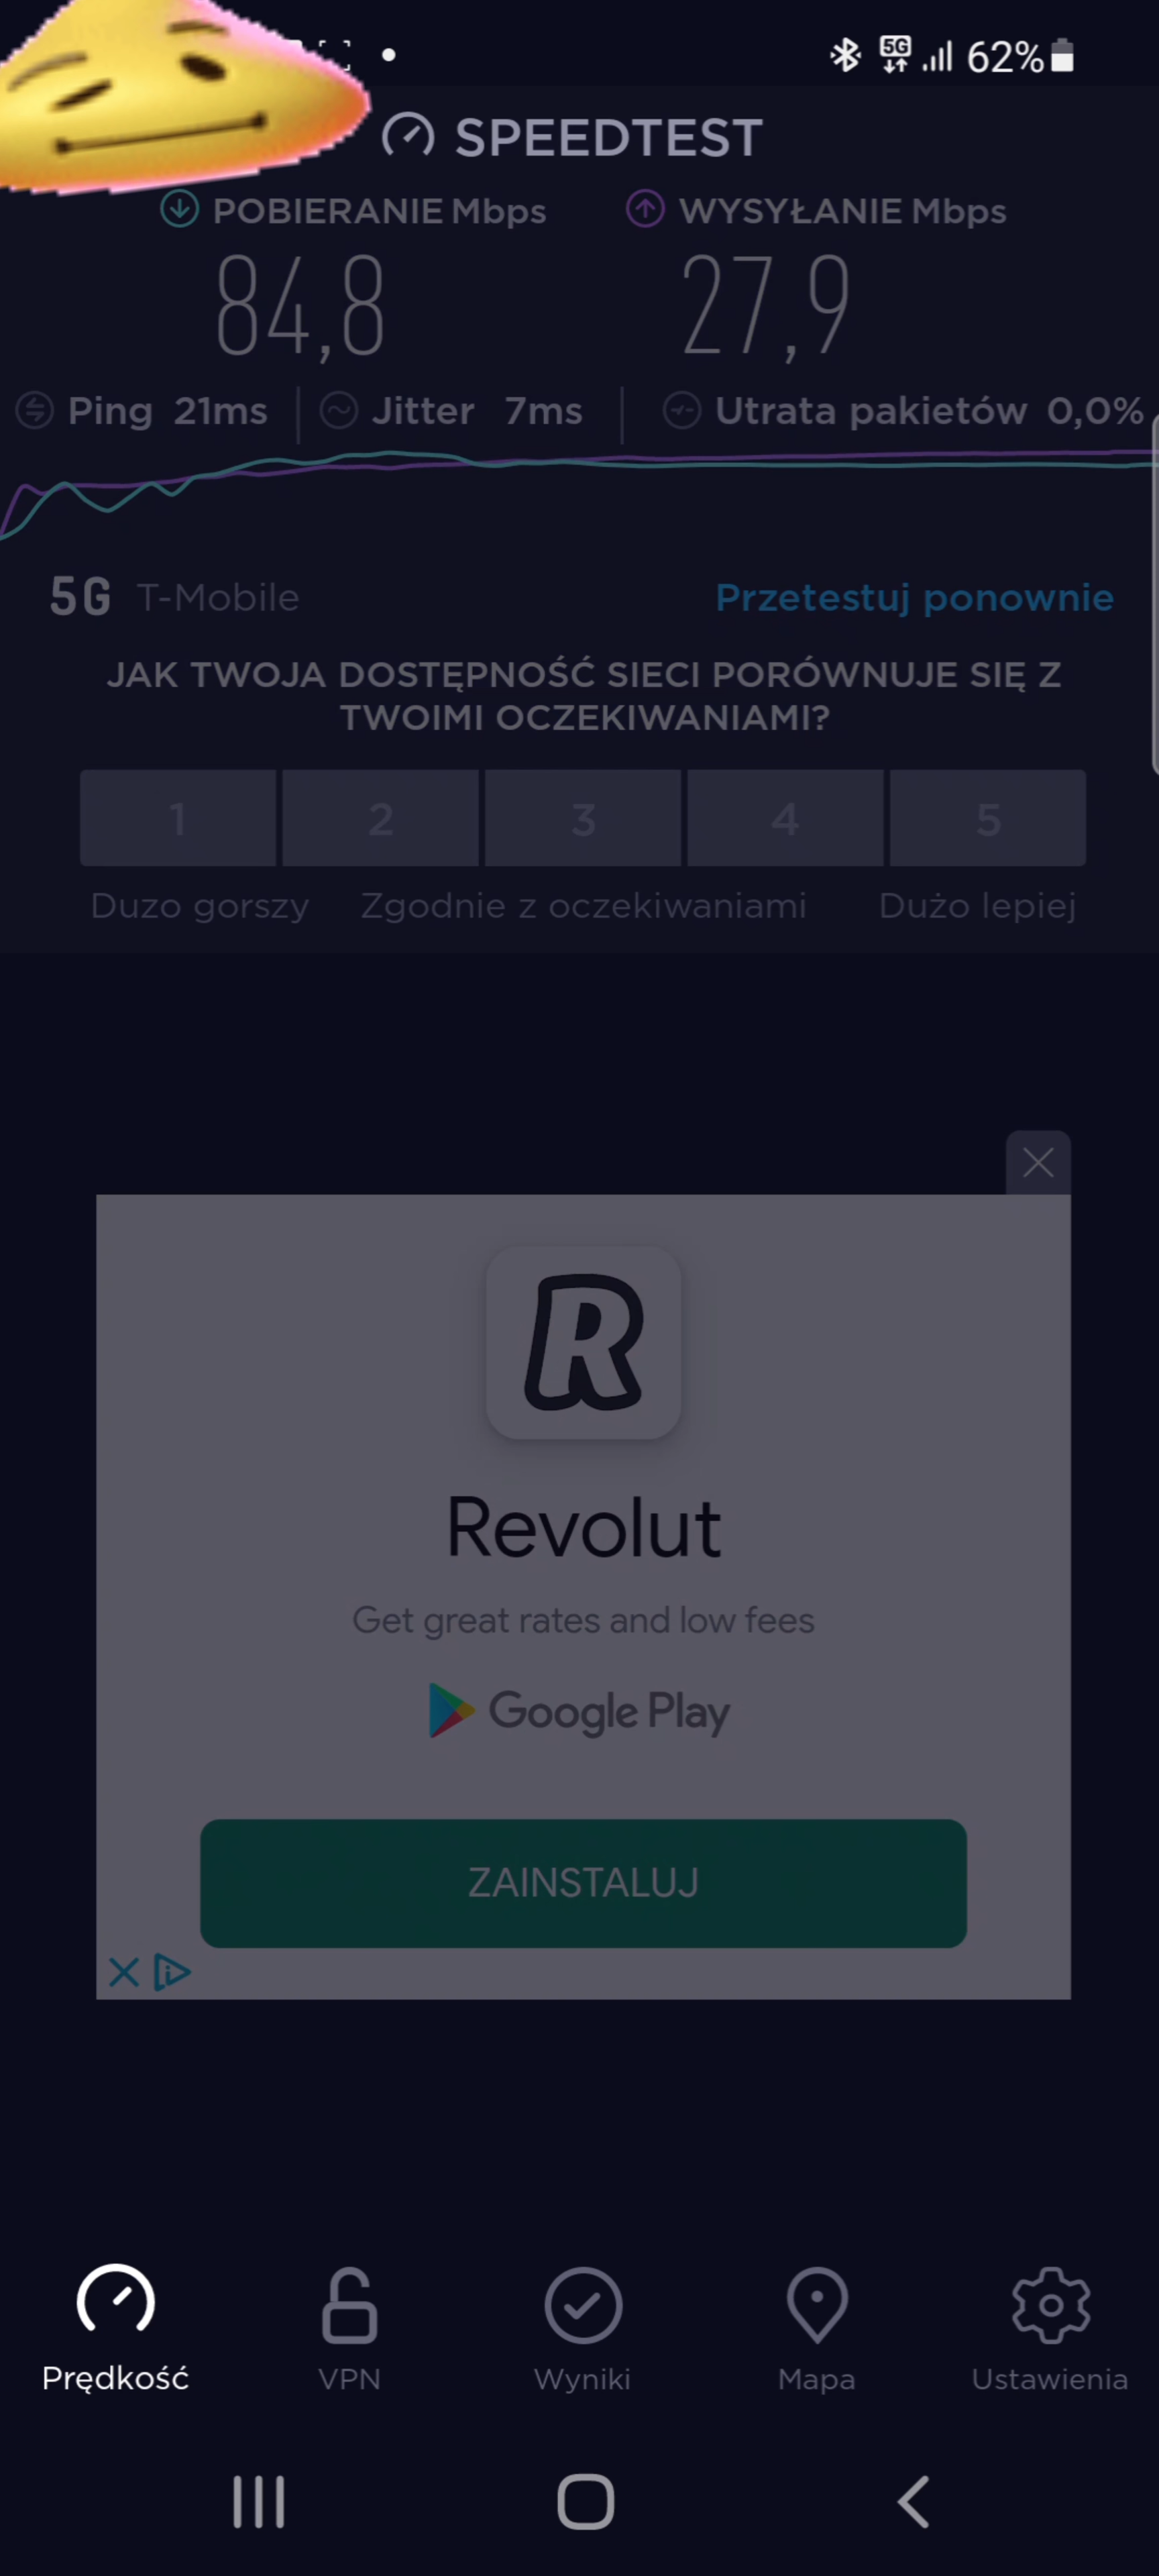 5G 62%
SPEEDTEST
POBIERANIE Mbps WYSYŁANIE Mbps
84,8 27,9
Ping 21ms Jitter 7ms Utrata pakietów 0,0%
5G T-Mobile Przetestuj ponownie
JAK TWOJA DOSTĘPNOŚĆ SIECI PORÓWNUJE SIĘ Z
TWOIMI OCZEKIWANIAMI?
1 2 3 4 5
Duzo gorszy Zgodnie z oczekiwaniami Dużo lepiej
R
Revolut
Get great rates and low fees
Google Play
ZAINSTALUJ
Prędkość VPN Wyniki Mapa Ustawienia